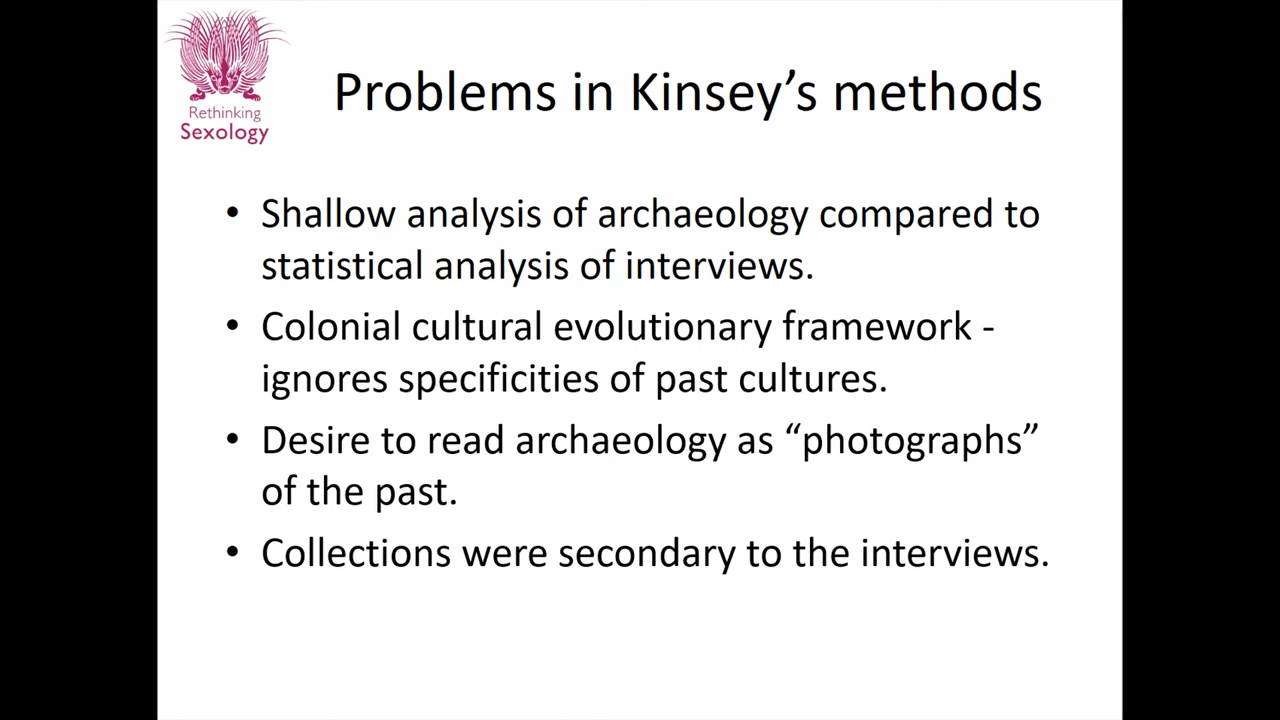 Rethinking
Sexology
Problems in Kinsey’s methods
• Shallow analysis of archaeology compared to
statistical analysis of interviews.
• Colonial cultural evolutionary framework -
ignores specificities of past cultures.
• Desire to read archaeology as “photographs”
of the past.
• Collections were secondary to the interviews.